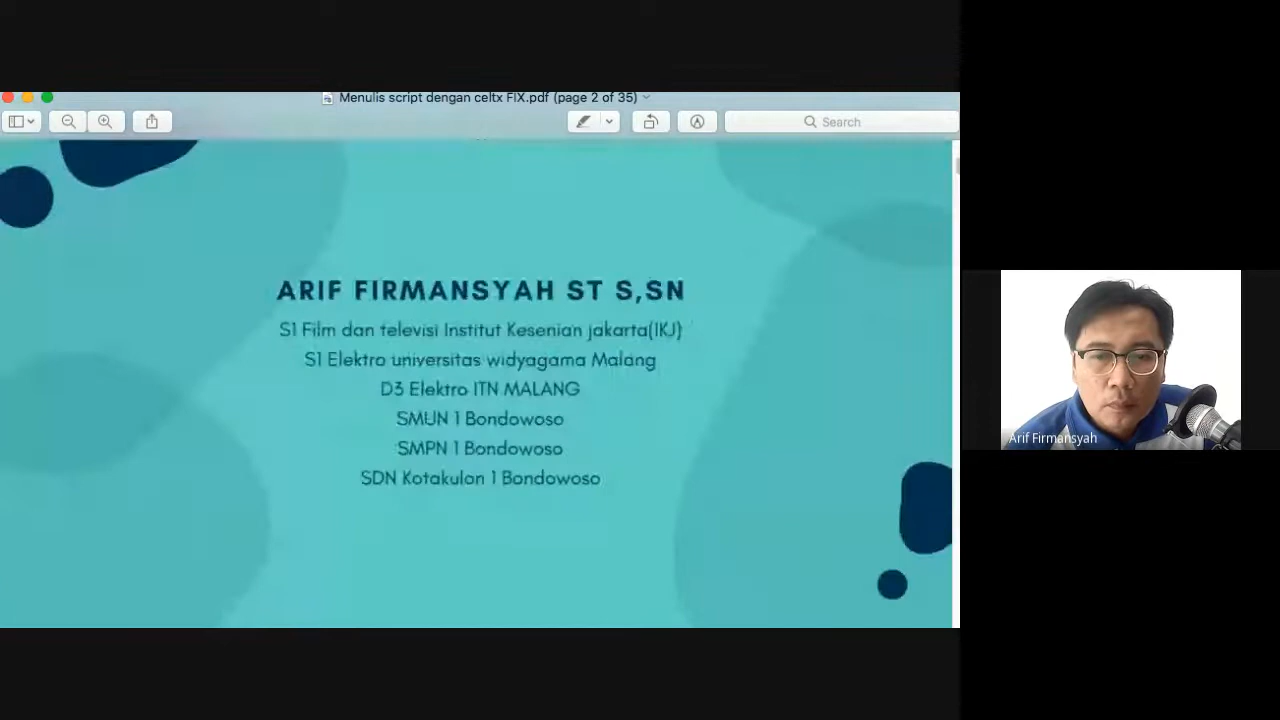 Menulis script dengan celtx FIX.pdf (page 2 of 35)
Search
ARIF FIRMANSYAH ST S,SN
S1 Film dan televisi Institut Kesenian jakarta(IKJ)
S1 Elektro universitas widyagama Malang
D3 Elektro ITN MALANG
SMUN 1 Bondowoso
SMPN 1 Bondowoso
SDN Kotakulon 1 Bondowoso
Arif Firmansyah